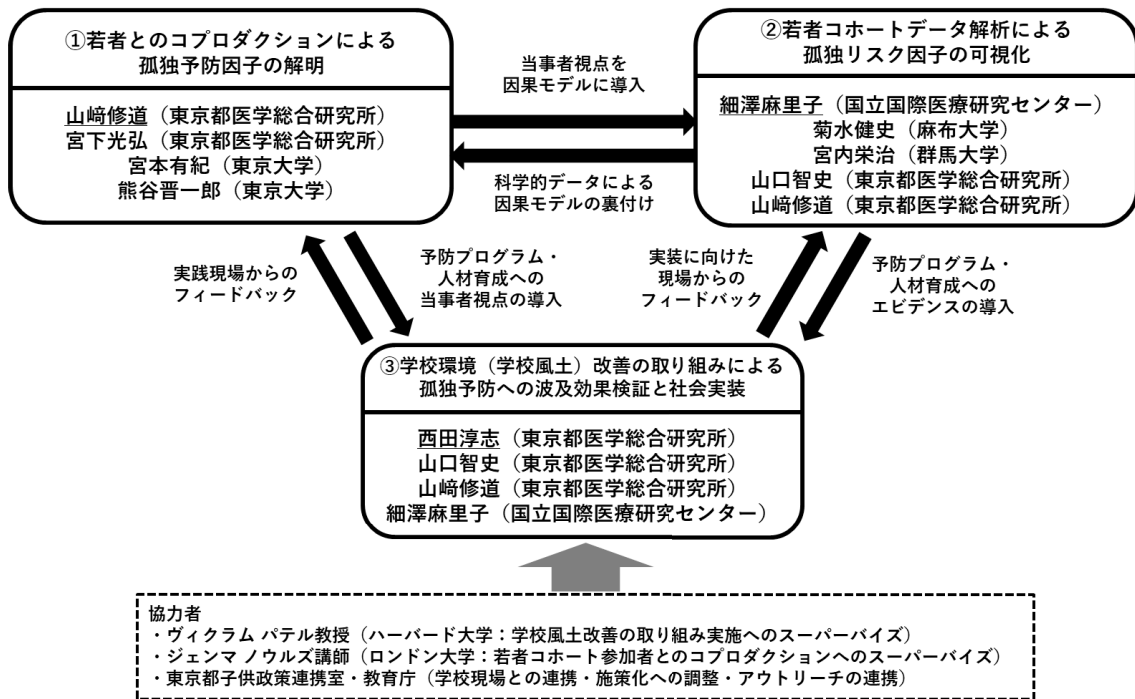 ①若者とのコプロダクションによる
孤独予防因子の解明
山﨑修道（東京都医学総合研究所）
宮下光弘（東京都医学総合研究所）
宮本有紀（東京大学）
熊谷晋一郎（東京大学）
当事者視点を
因果モデルに導入
科学的データによる
因果モデルの裏付け
②若者コホートデータ解析による
孤独リスク因子の可視化
細澤麻里子（国立国際医療研究センター）
菊水健史（麻布大学）
宮内栄治（群馬大学）
山口智史（東京都医学総合研究所）
山﨑修道（東京都医学総合研究所）
実践現場からの
フィードバック
予防プログラム・
人材育成への
当事者視点の導入
実装に向けた
現場からの
フィードバック
予防プログラム・
人材育成への
エビデンスの導入
③学校環境（学校風土）改善の取り組みによる
孤独予防への波及効果検証と社会実装
西田淳志（東京都医学総合研究所）
山口智史（東京都医学総合研究所）
山﨑修道（東京都医学総合研究所）
細澤麻里子（国立国際医療研究センター）
協力者
・ヴィクラム パテル教授（ハーバード大学：学校風土改善の取り組み実施へのスーパーバイズ）
・ジェンマ ノウルズ講師（ロンドン大学：若者コホート参加者とのコプロダクションへのスーパーバイズ）
・東京都子供政策連携室・教育庁（学校現場との連携・施策化への調整・アウトリーチの連携）